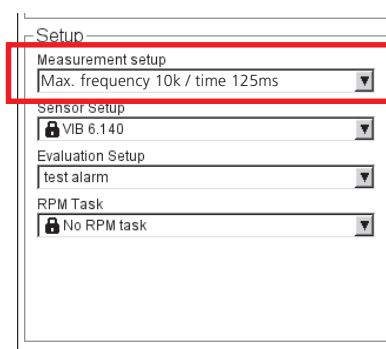 Setup
Measurement setup
Max. frequency 10k / time 125ms
Sensor Setup
VIB 6.140
Evaluation Setup
test alarm
RPM Task
No RPM task